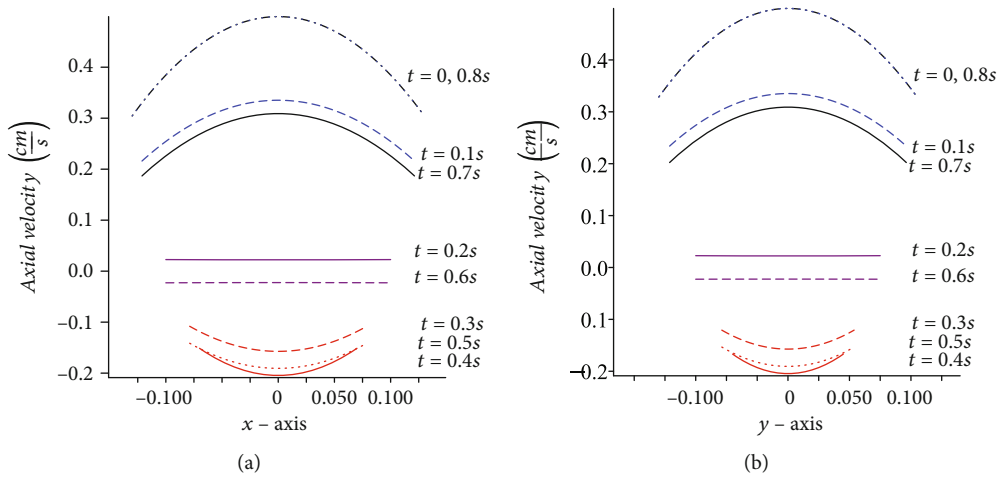 0.4
0.3
0.2
0.1
0.0
−0.1
−0.2
Axial velocity (cm/s)
t = 0, 0.8s
t = 0.1s
t = 0.7s
t = 0.2s
t = 0.6s
t = 0.3s
t = 0.5s
t = 0.4s
−0.100 0 0.050 0.100
x – axis
(a)
0.4
0.3
0.2
0.1
0.0
0.1
−0.2
Axial velocity (cm/s)
t = 0, 0.8s
t = 0.1s
t = 0.7s
t = 0.2s
t = 0.6s
t = 0.3s
t = 0.5s
t = 0.4s
−0.100 0 0.050 0.100
y – axis
(b)